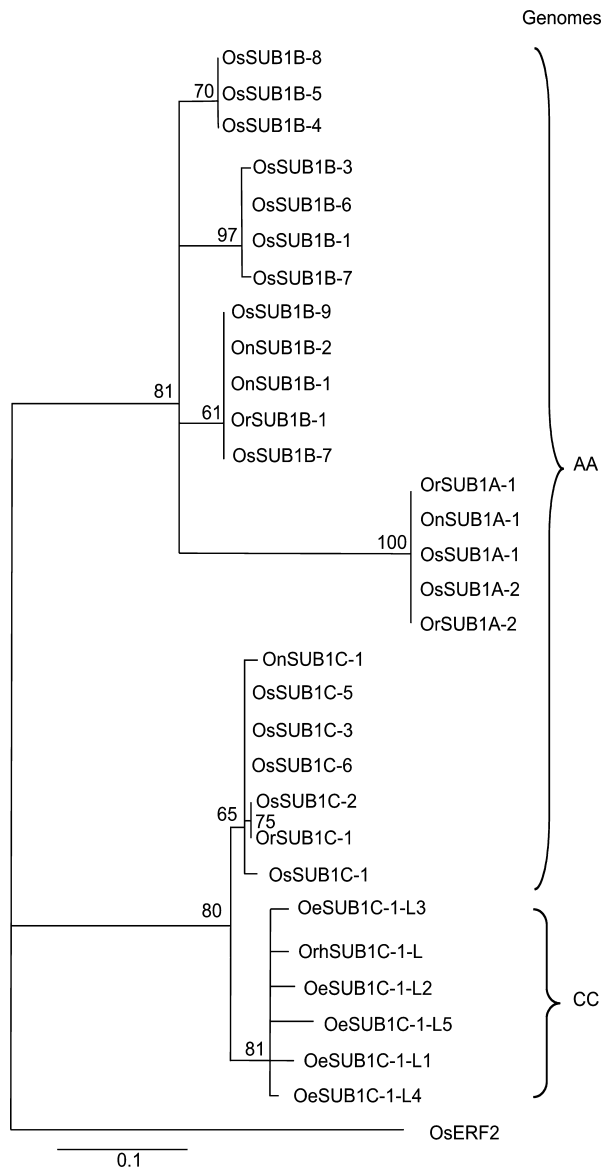 Genomes
OsSUB1B-8
70
OsSUB1B-5
OsSUB1B-4
OsSUB1B-3
OsSUB1B-6
97
OsSUB1B-1
OsSUB1B-7
OsSUB1B-9
OnSUB1B-2
OnSUB1B-1
81
61
OrSUB1B-1
OsSUB1B-7
AA
OrSUB1A-1
OnSUB1A-1
100
OsSUB1A-1
OsSUB1A-2
OrSUB1A-2
OnSUB1C-1
OsSUB1C-5
OsSUB1C-3
OsSUB1C-6
OsSUB1C-2
65
75
OrSUB1C-1
OsSUB1C-1
80
OeSUB1C-1-L3
OrhSUB1C-1-L
OeSUB1C-1-L2
CC
OeSUB1C-1-L5
81
OeSUB1C-1-L1
OeSUB1C-1-L4
OsERF2
0.1